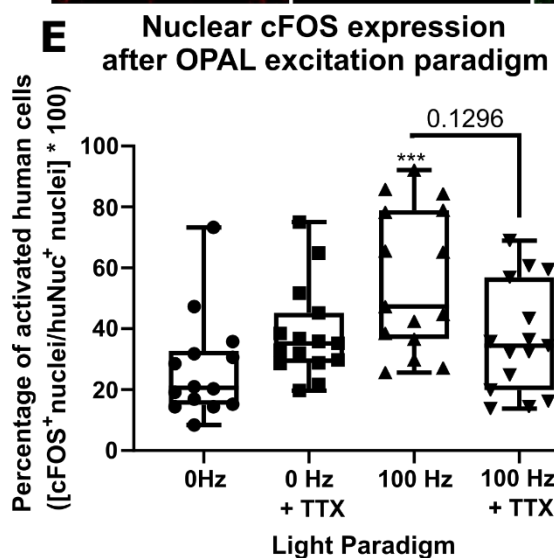 E
Nuclear cFOS expression
after OPAL excitation paradigm
Percentage of activated human cells
([cFOS⁺nuclei/huNuc⁺ nuclei] * 100)
0.1296
***
100
80
60
40
20
0
0Hz
0 Hz
+ TTX
100 Hz
100 Hz
+ TTX
Light Paradigm